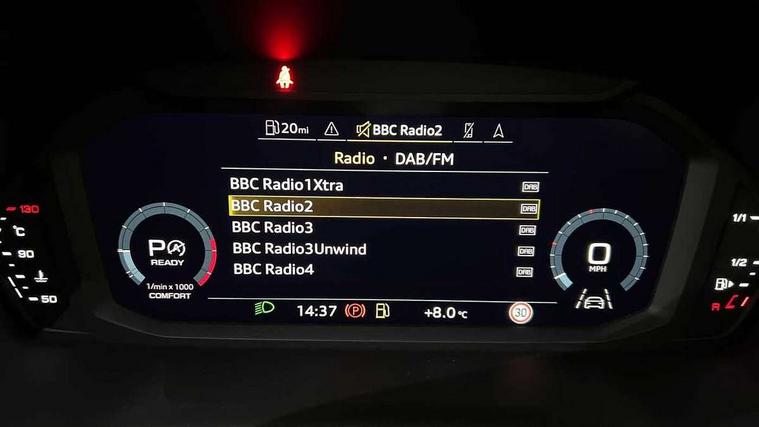 20mi BBC Radio2
Radio · DAB/FM
BBC Radio1Xtra DAB
BBC Radio2 DAB
BBC Radio3 DAB
BBC Radio3Unwind DAB
BBC Radio4 DAB
130
°C
90
50
P A
READY
1/min x 1000
COMFORT
0
MPH
1/1
1/2
R
14:37 P +8.0°C 30